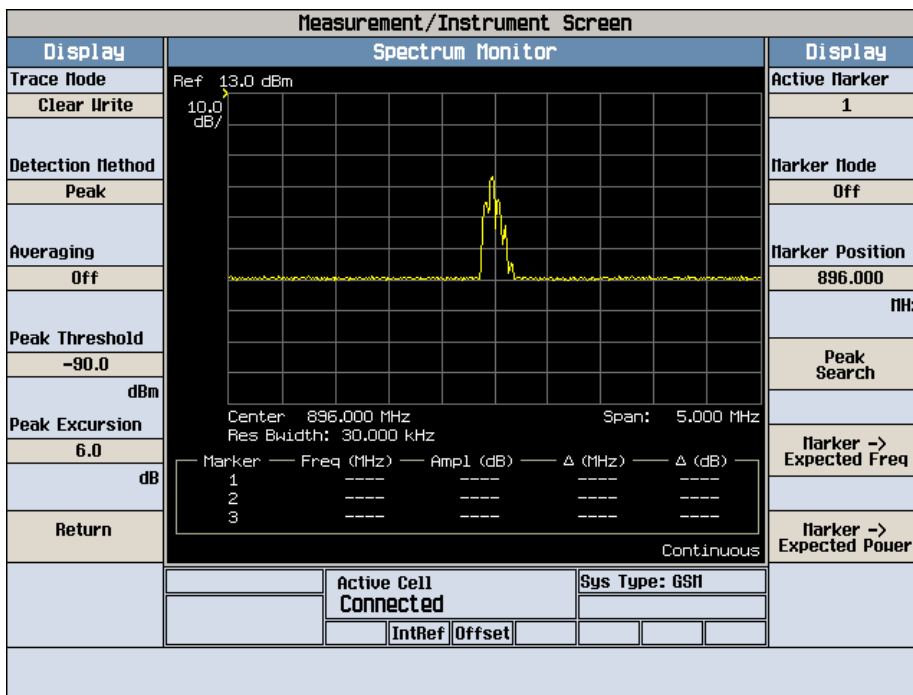 Measurement/Instrument Screen
Display
Spectrum Monitor
Display
Trace Mode
Clear Write
Detection Method
Peak
Averaging
Off
Peak Threshold
-90.0
dBm
Peak Excursion
6.0
dB
Return
Ref 13.0 dBm
10.0
dB/
Center 896.000 MHz Span: 5.000 MHz
Res Bwidth: 30.000 kHz
Marker Freq (MHz) Ampl (dB) Δ (MHz) Δ (dB)
1 ---- ---- ---- ----
2 ---- ---- ---- ----
3 ---- ---- ---- ----
Continuous
Active Marker
1
Marker Mode
Off
Marker Position
896.000
MHz
Peak
Search
Marker ->
Expected Freq
Marker ->
Expected Power
Active Cell
Connected
Sys Type: GSM
IntRef Offset